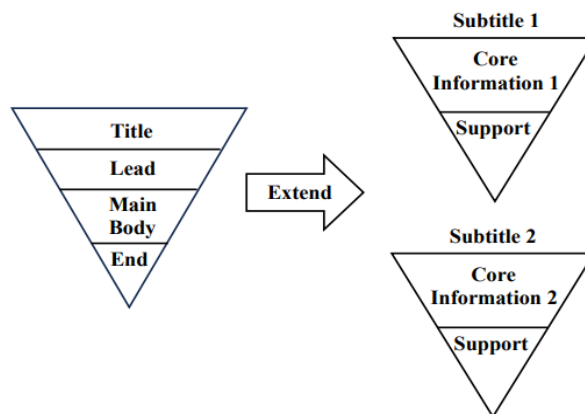 Title
Lead
Main
Body
End
Extend
Subtitle 1
Core
Information 1
Support
Subtitle 2
Core
Information 2
Support